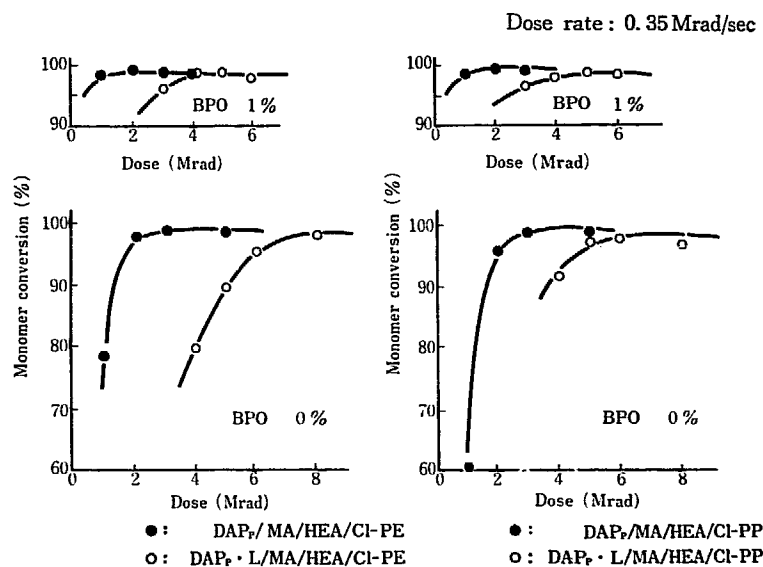 Dose rate : 0.35 Mrad/sec
100
90
BPO 1%
0 2 4 6
Dose (Mrad)
100
90
BPO 1%
0 2 4 6
Dose (Mrad)
Monomer conversion (%)
100
90
80
70
60
BPO 0%
0 2 4 6 8
Dose (Mrad)
Monomer conversion (%)
100
90
80
70
60
BPO 0%
0 2 4 6 8
Dose (Mrad)
●: DAPP/MA/HEA/Cl-PE
○: DAPP・L/MA/HEA/Cl-PE
●: DAPP/MA/HEA/Cl-PP
○: DAPP・L/MA/HEA/Cl-PP